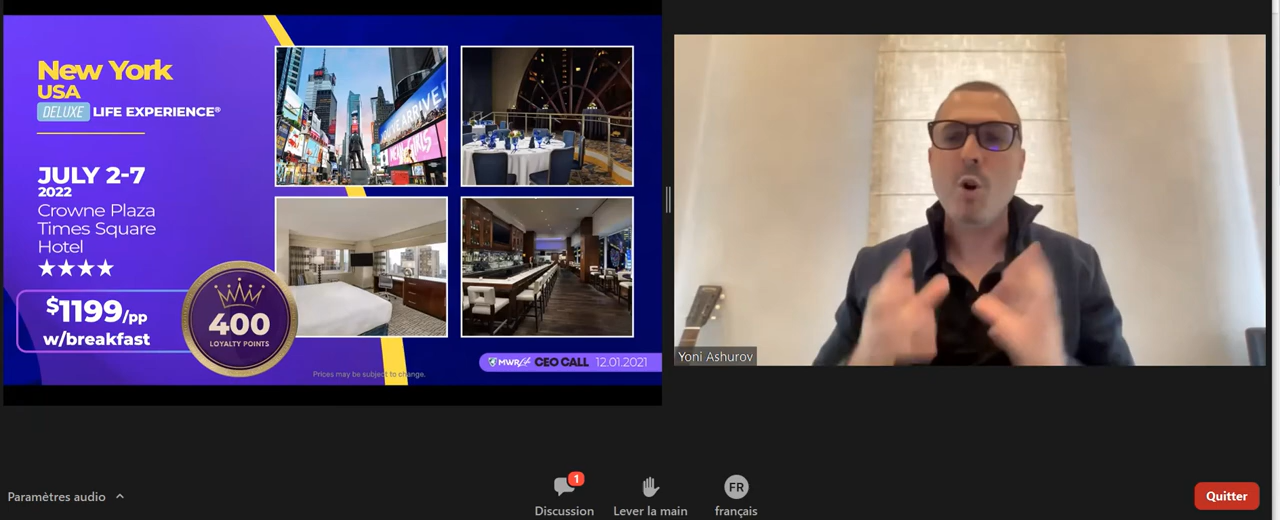 New York
USA
DELUXE LIFE EXPERIENCE®
JULY 2-7
2022
Crowne Plaza
Times Square
Hotel
$1199/pp
w/breakfast
400
LOYALTY POINTS
Prices may be subject to change.
MWR Life CEO CALL 12.01.2021
Yoni Ashurov
Paramètres audio
1
Discussion
Lever la main
FR
français
Quitter